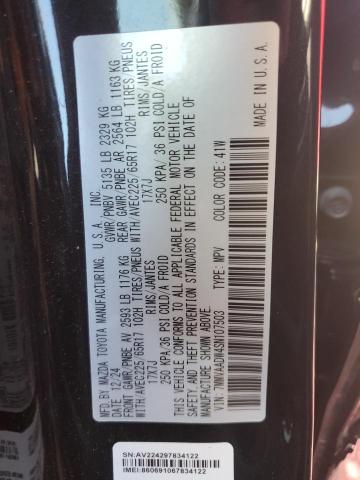 MFD. BY MAZDA TOYOTA MANUFACTURING, U.S.A., INC.
DATE: 12/24 GVWR/PNBV 5135 LB 2329 KG
FRONT GAWR/PNBE AV 2593 LB 1176 KG REAR GAWR/PNBE AR 2564 LB 1163 KG
WITH/AVEC225/65R17 102H TIRES/PNEUS WITH/AVEC225/65R17 102H TIRES/PNEUS
17X7J RIMS/JANTES 17X7J RIMS/JANTES
250 KPA/ 36 PSI COLD/A FROID 250 KPA/ 36 PSI COLD/A FROID
THIS VEHICLE CONFORMS TO ALL APPLICABLE FEDERAL MOTOR VEHICLE
SAFETY STANDARDS IN EFFECT ON THE DATE OF
MANUFACTURE SHOWN ABOVE.
VIN: 7MMVAADW4SN107503 TYPE: MPV COLOR CODE: 41W
MADE IN U.S.A.
SN:AV224297834122
IMEI:860691067834122